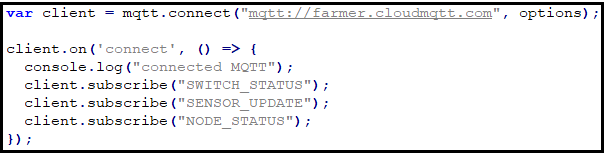 var client = mqtt.connect("mqtt://farmer.cloudmqtt.com", options);
client.on('connect', () => {
  console.log("connected MQTT");
  client.subscribe("SWITCH_STATUS");
  client.subscribe("SENSOR_UPDATE");
  client.subscribe("NODE_STATUS");
});